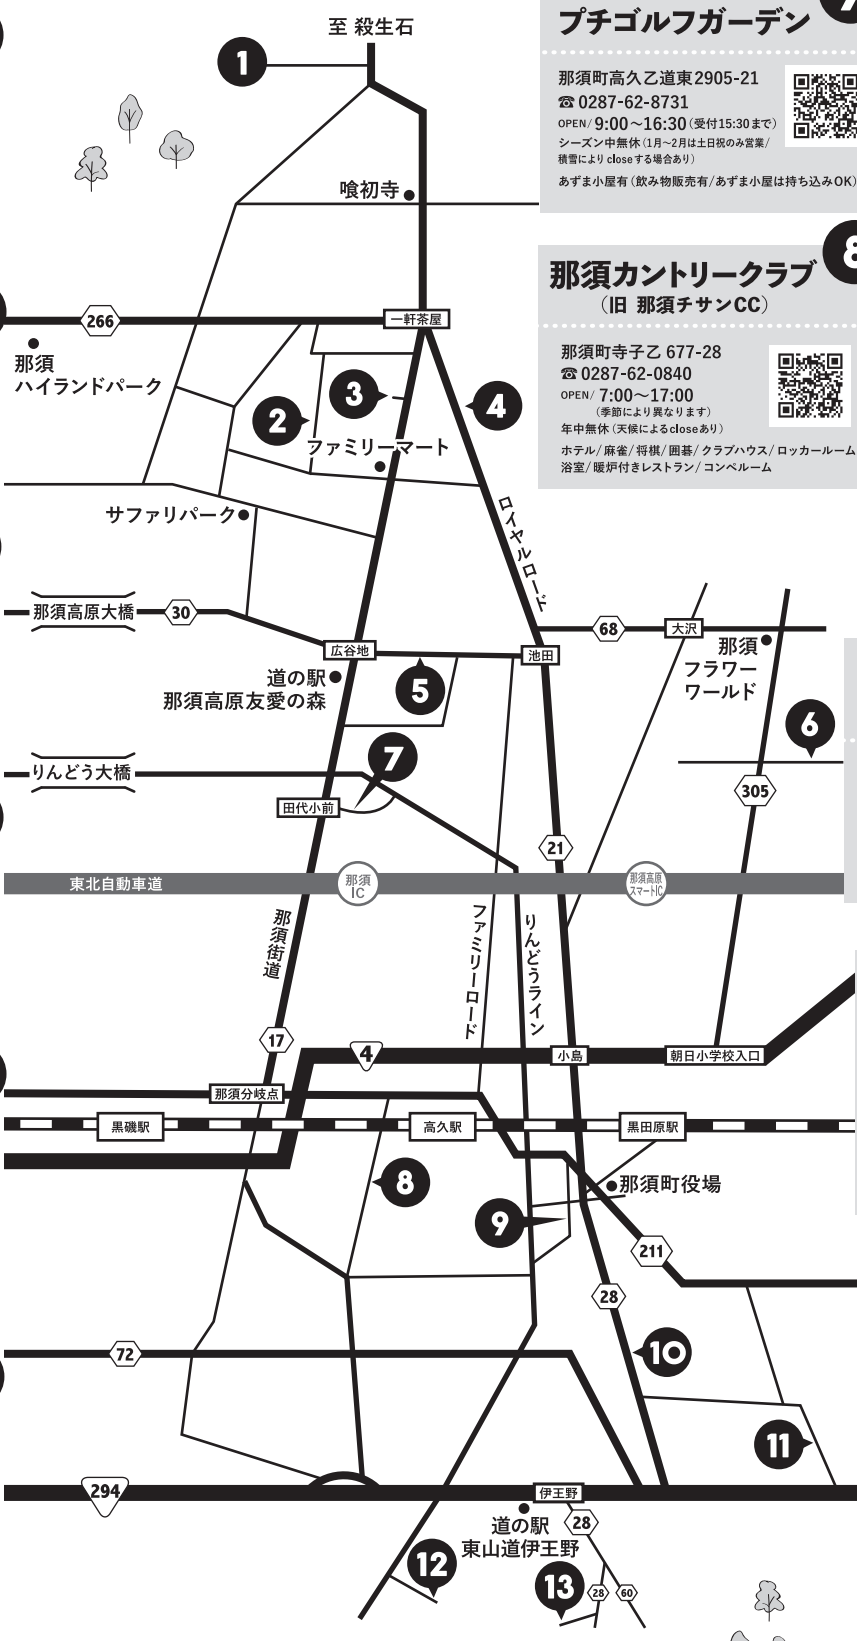 至 殺生石
1
喰初寺
266
一軒茶屋
那須
ハイランドパーク
2
3
4
ファミリーマート
サファリパーク
ロイヤルロード
那須高原大橋
30
広谷地
池田
68
大沢
那須
フラワー
ワールド
道の駅
那須高原友愛の森
5
6
りんどう大橋
7
田代小前
305
21
東北自動車道
那須
IC
那須高原
スマートIC
那須街道
ファミリーロード
りんどうライン
17
4
小島
朝日小学校入口
那須分岐点
黒磯駅
高久駅
黒田原駅
8
那須町役場
9
211
28
72
10
11
294
伊王野
道の駅
東山道伊王野
28
12
13
28
60
プチゴルフガーデン
7
那須町高久乙道東2905-21
☎ 0287-62-8731
OPEN/ 9:00〜16:30(受付15:30まで)
シーズン中無休(1月〜2月は土日祝のみ営業/
積雪によりcloseする場合あり)
あずま小屋有(飲み物販売有/あずま小屋は持ち込みOK)
8
那須カントリークラブ
(旧 那須チサンCC)
那須町寺子乙 677-28
☎ 0287-62-0840
OPEN/ 7:00〜17:00
(季節により異なります)
年中無休(天候によるcloseあり)
ホテル/麻雀/将棋/囲碁/クラブハウス/ロッカールーム
浴室/暖炉付きレストラン/コンペルーム